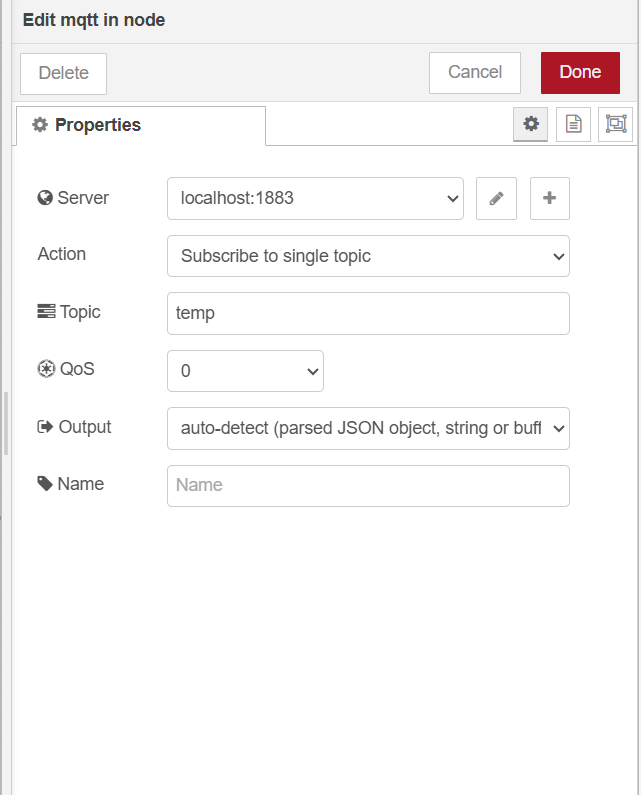 Edit mqtt in node
Delete
Cancel
Done
Properties
Server
localhost:1883
Action
Subscribe to single topic
Topic
temp
QoS
0
Output
auto-detect (parsed JSON object, string or buff
Name
Name